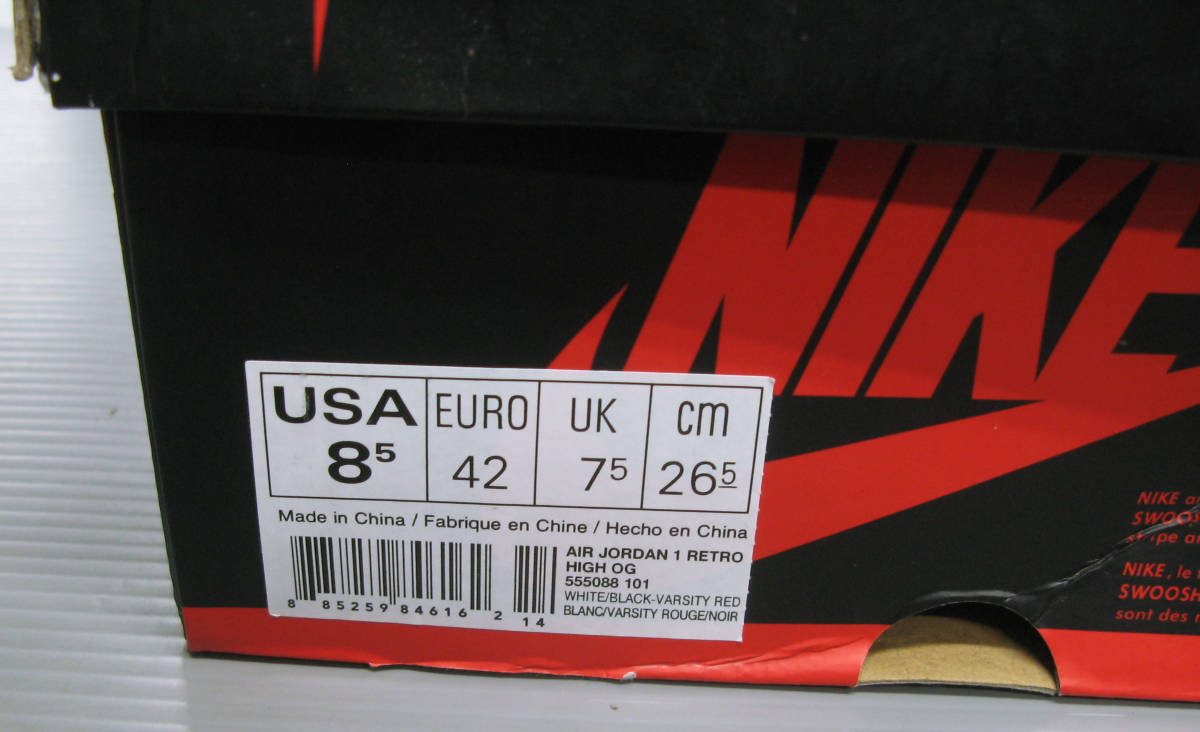 NIKE
USA EURO UK cm
8⁵ 42 7⁵ 26⁵
Made in China / Fabrique en Chine / Hecho en China
AIR JORDAN 1 RETRO
HIGH OG
555088 101
WHITE/BLACK-VARSITY RED
BLANC/VARSITY ROUGE/NOIR
8 85259 84616 2 14
NIKE
SWOOSH
NIKE, le
SWOOSH
sont des